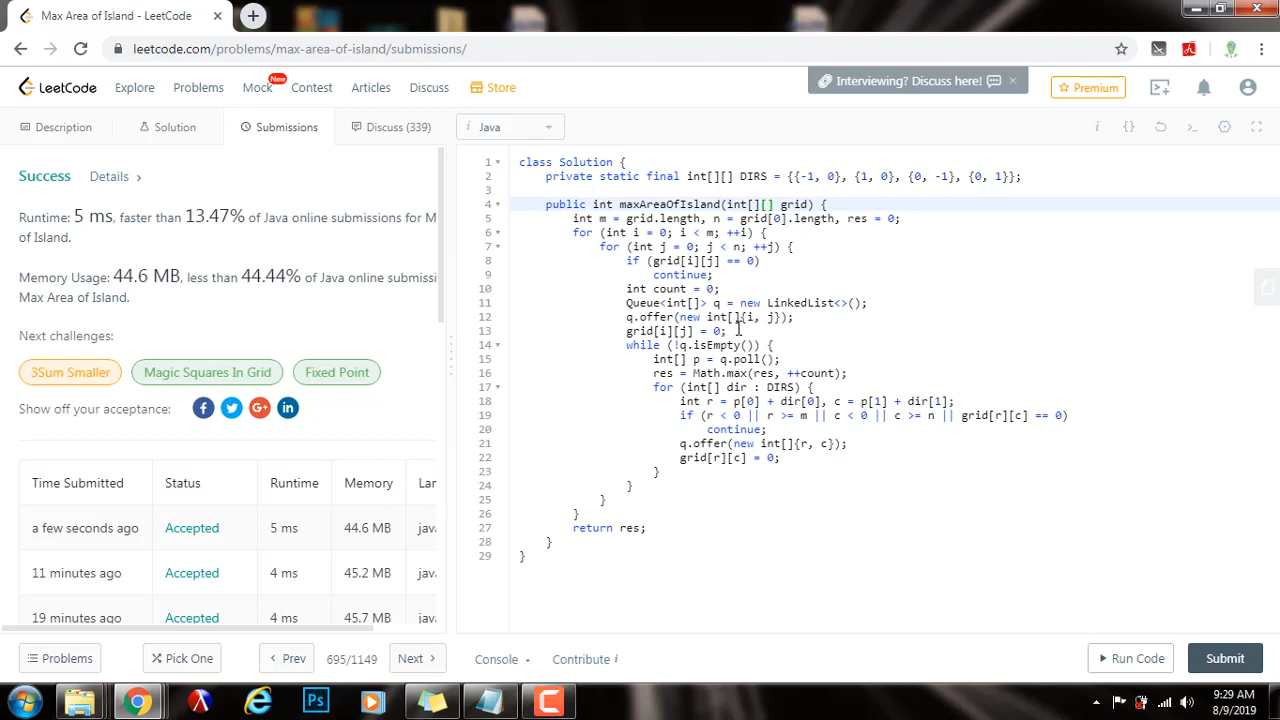 Max Area of Island - LeetCode
leetcode.com/problems/max-area-of-island/submissions/
LeetCode
Explore
Problems
Mock
New
Contest
Articles
Discuss
Store
Interviewing? Discuss here!
Premium
Description
Solution
Submissions
Discuss (339)
i Java
Success
Details
Runtime: 5 ms, faster than 13.47% of Java online submissions for M
of Island.
Memory Usage: 44.6 MB, less than 44.44% of Java online submissi
Max Area of Island.
Next challenges:
3Sum Smaller
Magic Squares In Grid
Fixed Point
Show off your acceptance:
Time Submitted
Status
Runtime
Memory
Lar
a few seconds ago
Accepted
5 ms
44.6 MB
java
11 minutes ago
Accepted
4 ms
45.2 MB
java
19 minutes ago
Accepted
4 ms
45.7 MB
java
1 class Solution {
2 private static final int[][] DIRS = {{-1, 0}, {1, 0}, {0, -1}, {0, 1}};
3
4 public int maxAreaOfIsland(int[][] grid) {
5 int m = grid.length, n = grid[0].length, res = 0;
6 for (int i = 0; i < m; ++i) {
7 for (int j = 0; j < n; ++j) {
8 if (grid[i][j] == 0)
9 continue;
10 int count = 0;
11 Queue<int[]> q = new LinkedList<>();
12 q.offer(new int[]{i, j});
13 grid[i][j] = 0;
14 while (!q.isEmpty()) {
15 int[] p = q.poll();
16 res = Math.max(res, ++count);
17 for (int[] dir : DIRS) {
18 int r = p[0] + dir[0], c = p[1] + dir[1];
19 if (r < 0 || r >= m || c < 0 || c >= n || grid[r][c] == 0)
20 continue;
21 q.offer(new int[]{r, c});
22 grid[r][c] = 0;
23 }
24 }
25 }
26 }
27 return res;
28 }
29 }
Problems
Pick One
Prev
695/1149
Next
Console
Contribute i
Run Code
Submit
Ps
9:29 AM
8/9/2019